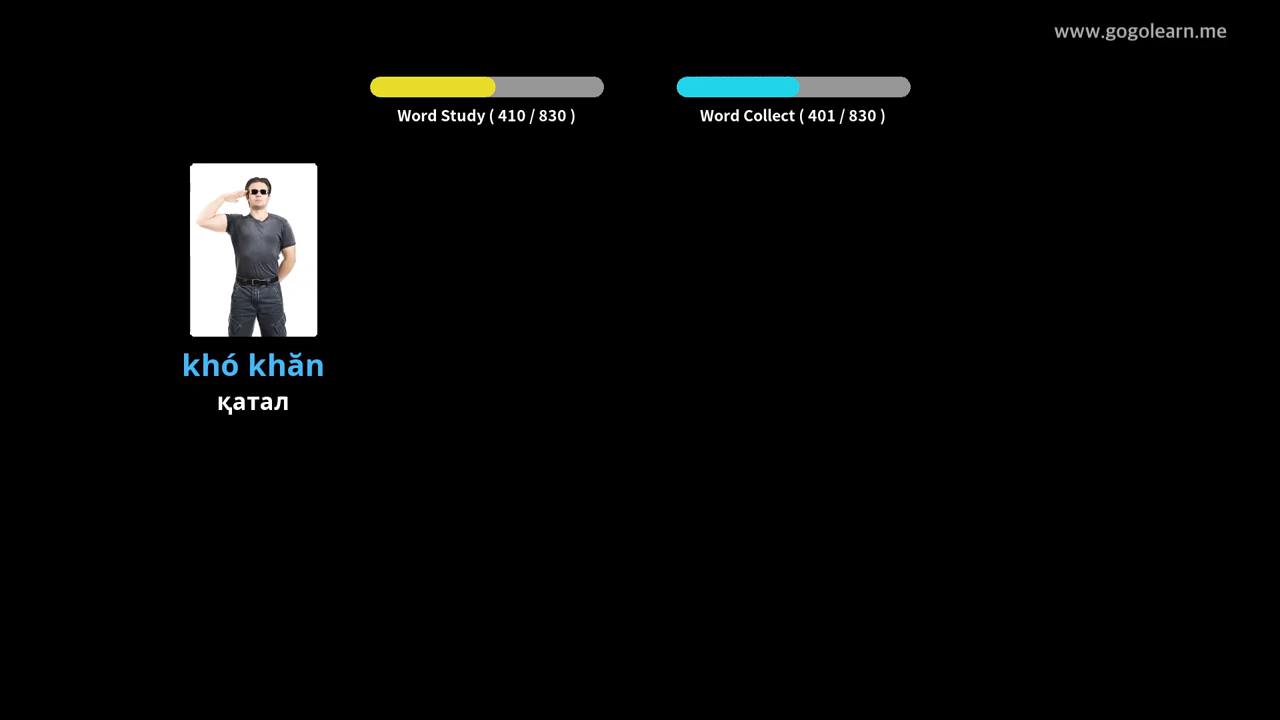 www.gogolearn.me
Word Study ( 410 / 830 )
Word Collect ( 401 / 830 )
khó khăn
қатал